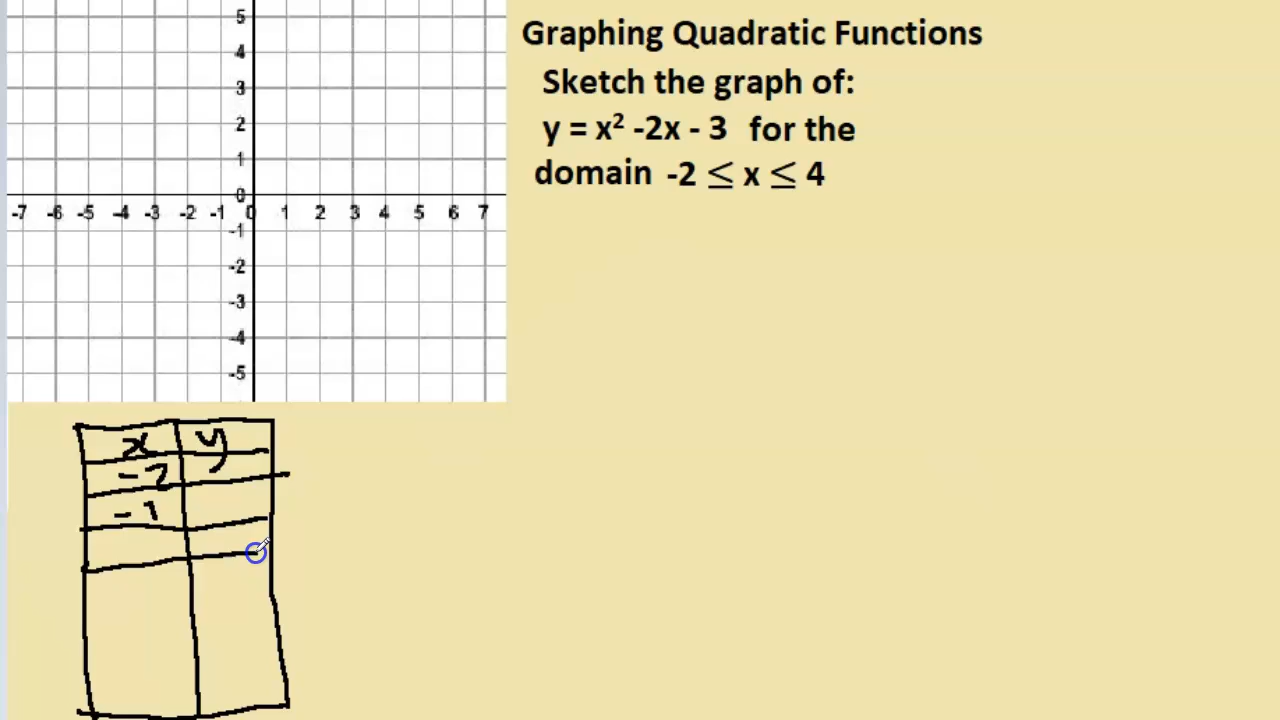 5
4
3
2
1
0
-7 -6 -5 -4 -3 -2 -1 0 1 2 3 4 5 6 7
-1
-2
-3
-4
-5
Graphing Quadratic Functions
Sketch the graph of:
y = x² -2x - 3 for the
domain -2 ≤ x ≤ 4
x y
-2
-1